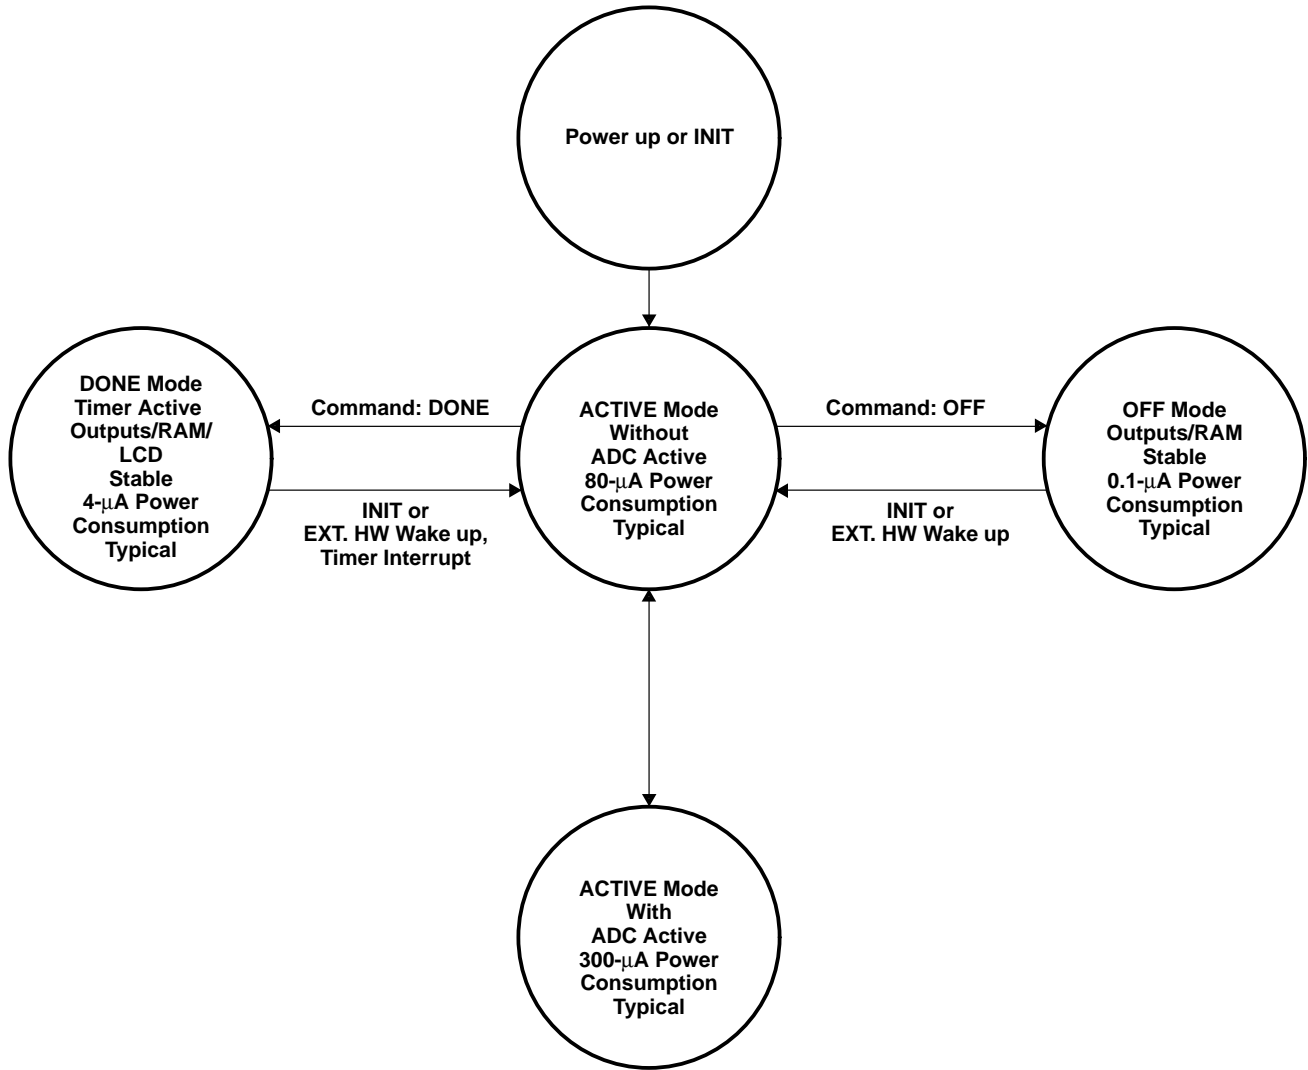 Power up or INIT
DONE Mode
Timer Active
Outputs/RAM/
LCD
Stable
4-μA Power
Consumption
Typical
Command: DONE
INIT or
EXT. HW Wake up,
Timer Interrupt
ACTIVE Mode
Without
ADC Active
80-μA Power
Consumption
Typical
Command: OFF
INIT or
EXT. HW Wake up
OFF Mode
Outputs/RAM
Stable
0.1-μA Power
Consumption
Typical
ACTIVE Mode
With
ADC Active
300-μA Power
Consumption
Typical